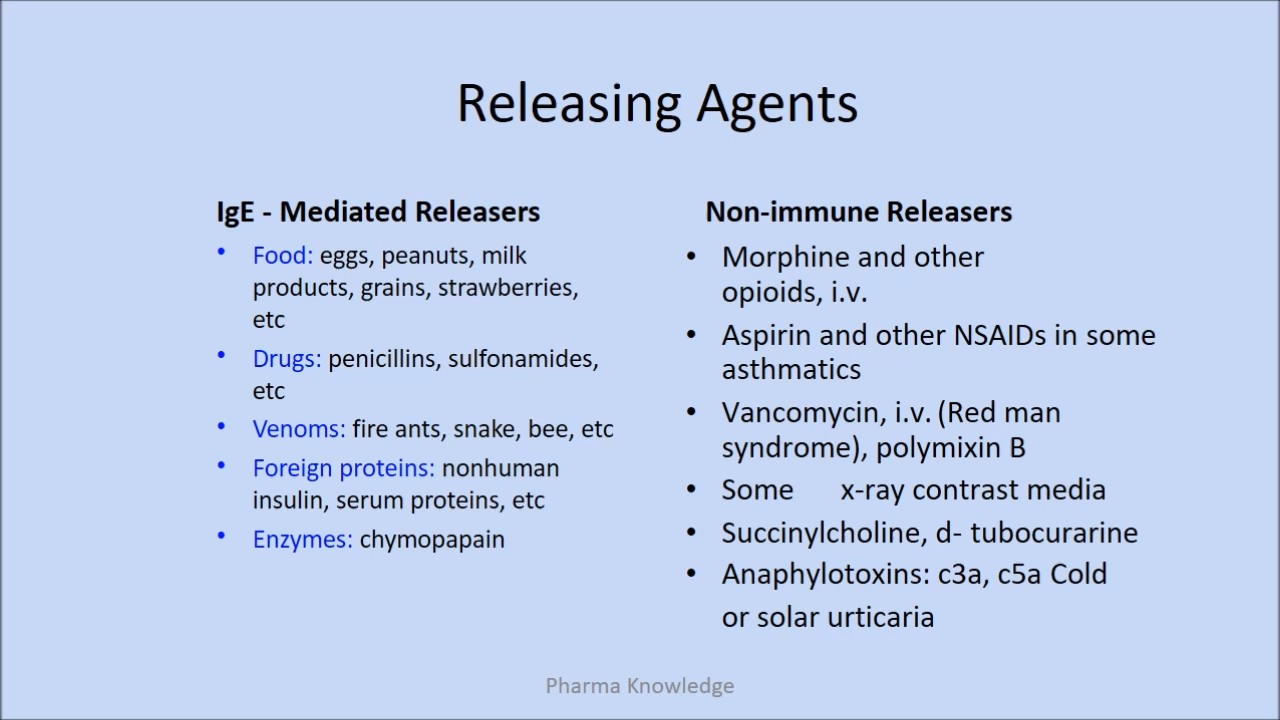 Releasing Agents
IgE - Mediated Releasers
• Food: eggs, peanuts, milk
products, grains, strawberries,
etc
• Drugs: penicillins, sulfonamides,
etc
• Venoms: fire ants, snake, bee, etc
• Foreign proteins: nonhuman
insulin, serum proteins, etc
• Enzymes: chymopapain
Non-immune Releasers
• Morphine and other
opioids, i.v.
• Aspirin and other NSAIDs in some
asthmatics
• Vancomycin, i.v. (Red man
syndrome), polymixin B
• Some x-ray contrast media
• Succinylcholine, d- tubocurarine
• Anaphylotoxins: c3a, c5a Cold
or solar urticaria
Pharma Knowledge